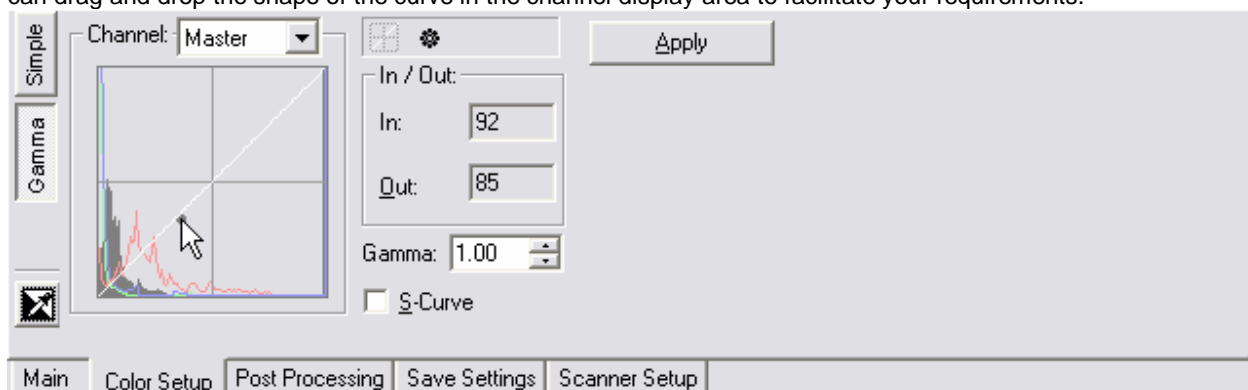 can drag and drop the shape of the curve in the channel display area to facilitate your requirements.
Simple
Gamma
Channel: Master
In / Out:
In: 92
Out: 85
Gamma: 1.00
S-Curve
Apply
Main Color Setup Post Processing Save Settings Scanner Setup